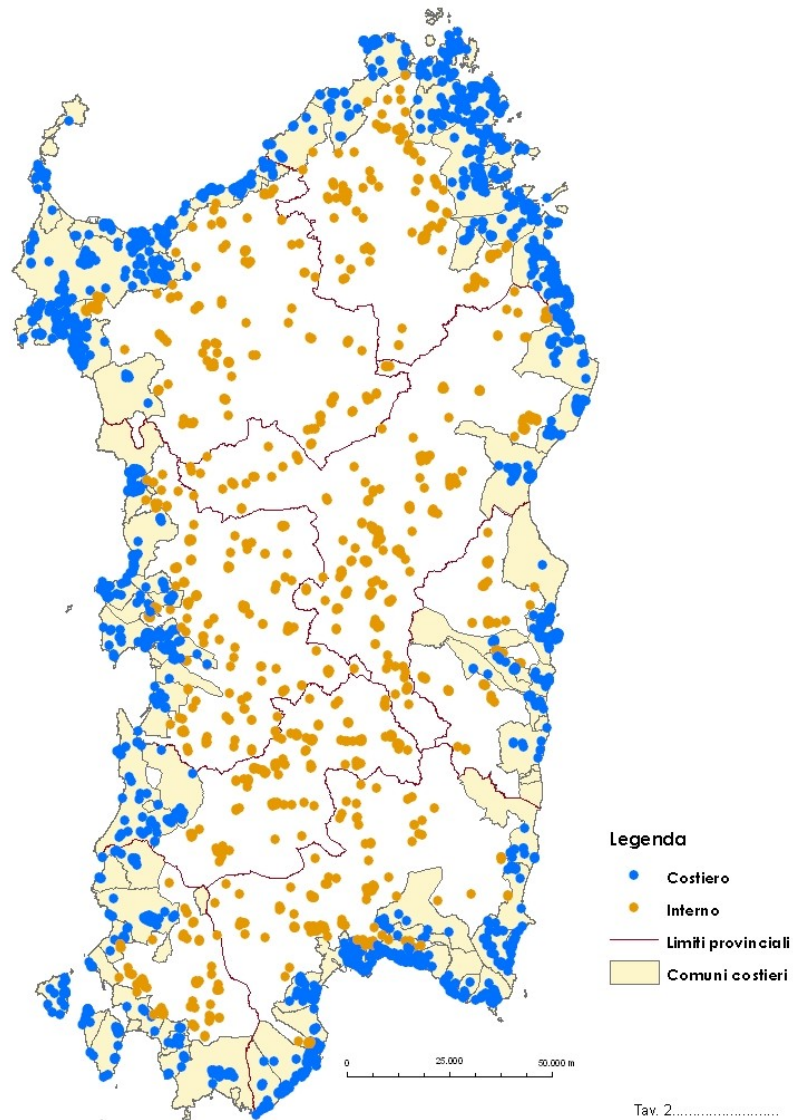 Legenda
Costiero
Interno
Limiti provinciali
Comuni costieri
0 25.000 50.000 m
Tav. 2..........................